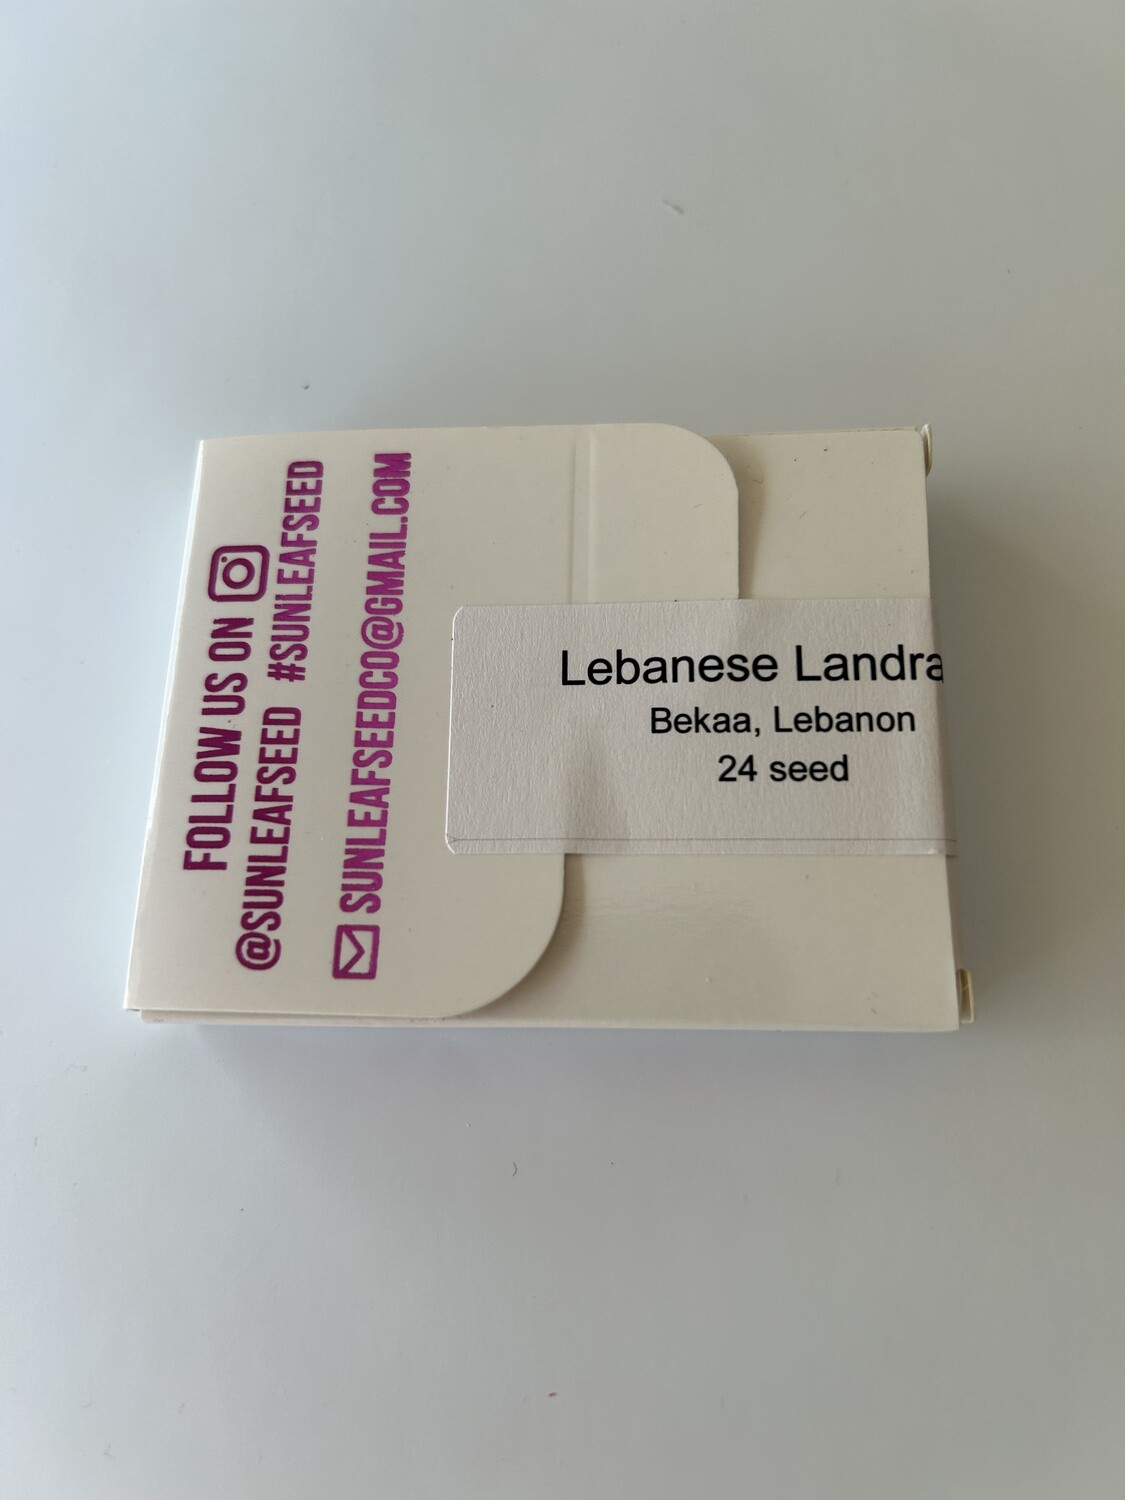 FOLLOW US ON
@SUNLEAFSEED #SUNLEAFSEED
SUNLEAFSEEDCO@GMAIL.COM
Lebanese Landra
Bekaa, Lebanon
24 seed